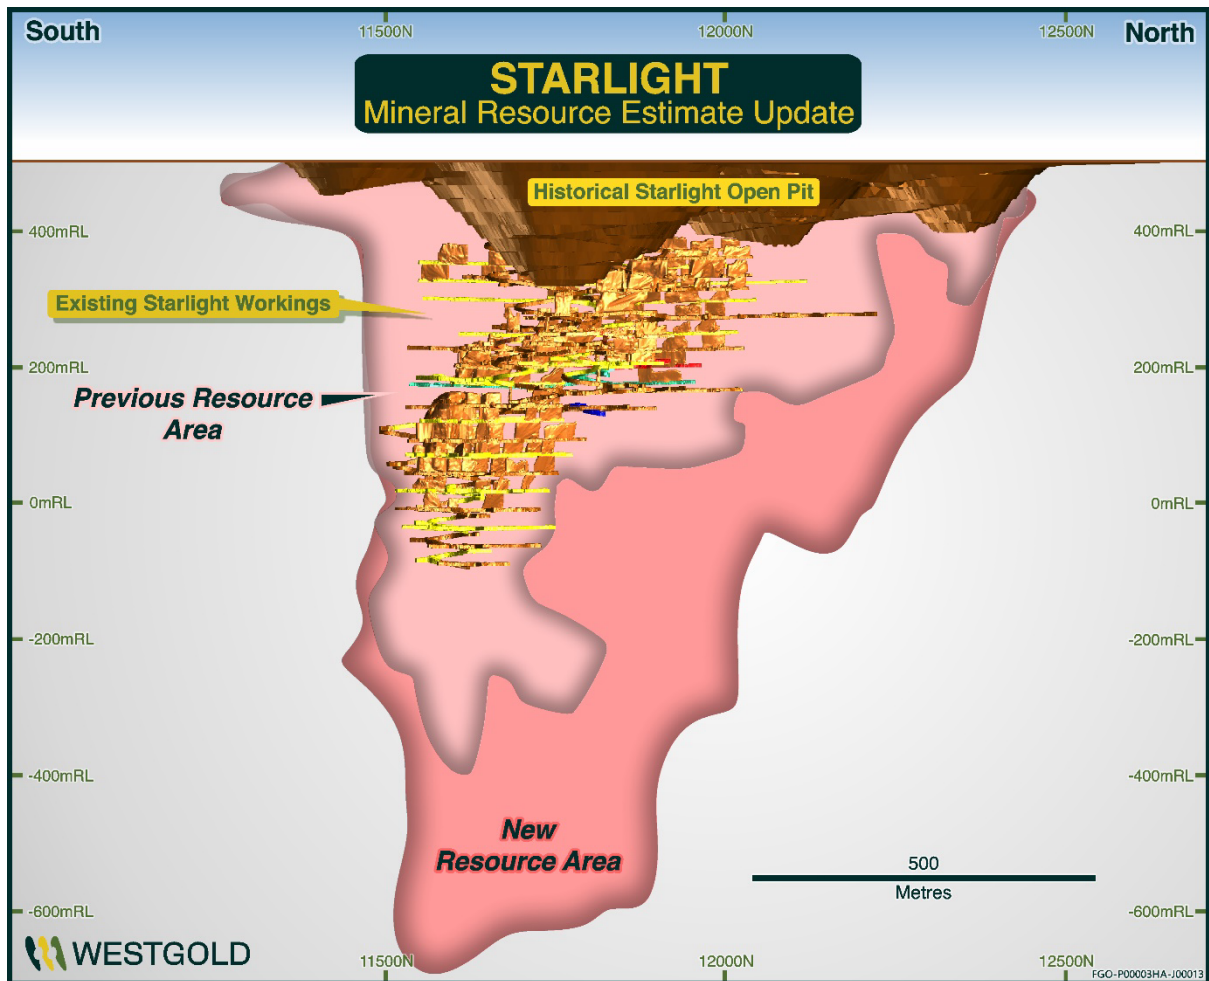 South
11500N
12000N
12500N
North
STARLIGHT
Mineral Resource Estimate Update
Historical Starlight Open Pit
400mRL
400mRL
Existing Starlight Workings
200mRL
200mRL
Previous Resource
Area
0mRL
0mRL
-200mRL
-200mRL
-400mRL
-400mRL
New
Resource Area
500
Metres
-600mRL
-600mRL
WESTGOLD
11500N
12000N
12500N
FGO-P00003HA-J00013